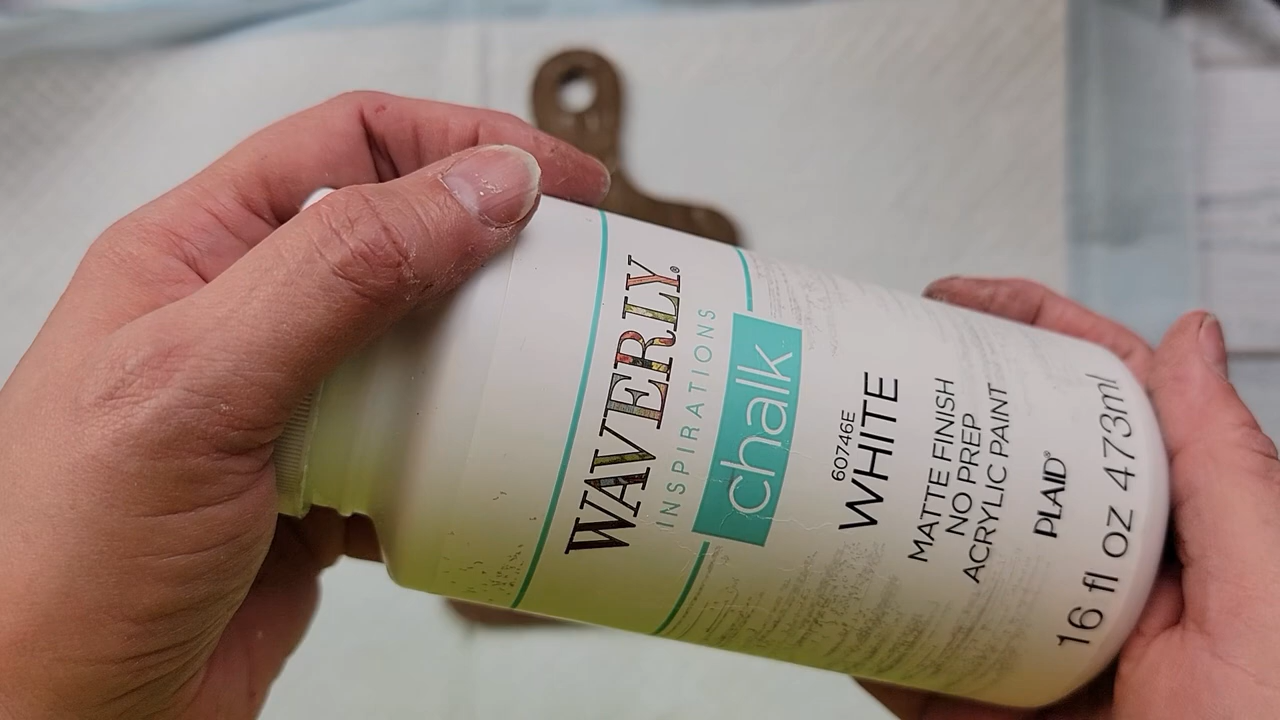 WAVERLY®
INSPIRATIONS
chalk
60746E
WHITE
MATTE FINISH
NO PREP
ACRYLIC PAINT
PLAID®
16 fl oz 473ml